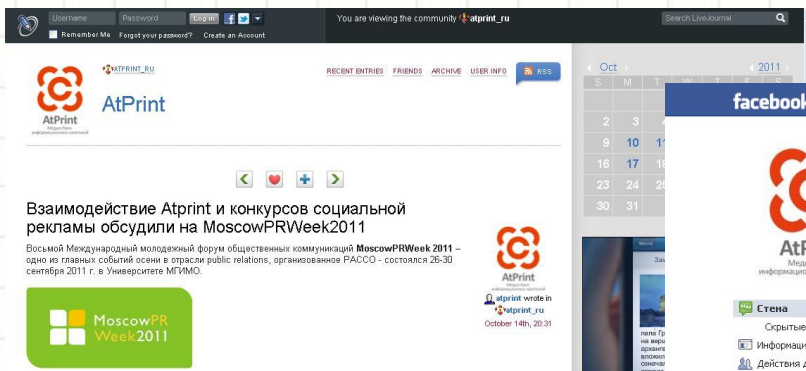 Username Password Log in
Remember Me Forgot your password? Create an Account
You are viewing the community atprint_ru
Search LiveJournal
ATPRINT_RU
AtPrint
AtPrint
RECENT ENTRIES FRIENDS ARCHIVE USER INFO RSS
Взаимодействие Atprint и конкурсов социальной
рекламы обсудили на MoscowPRWeek2011
Восьмой Международный молодежный форум общественных коммуникаций MoscowPRWeek 2011 –
одно из главных событий осени в отрасли public relations, организованное РАССО - состоялся 26-30
сентября 2011 г. в Университете МГИМО.
MoscowPR
Week2011
AtPrint
atprint wrote in
atprint_ru
October 14th, 20:31
Oct 2011
S M T W T F S
2 3
9 10 11
16 17
23 24
30 31
facebook
Стена